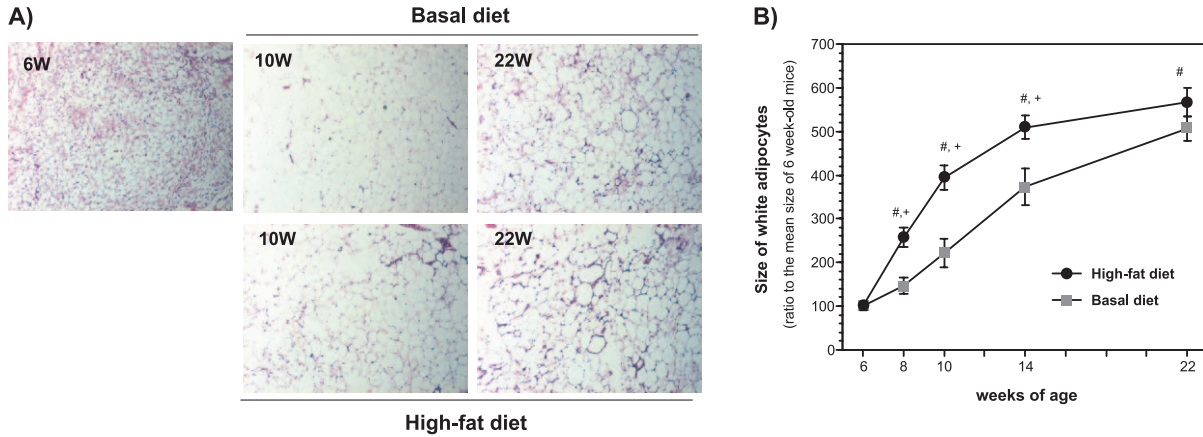 A)
Basal diet
6W
10W
22W
10W
22W
High-fat diet
B)
Size of white adipocytes
(ratio to the mean size of 6 week-old mice)
700
600
500
400
300
200
100
0
#,+
#, +
#, +
#
High-fat diet
Basal diet
6
8
10
14
22
weeks of age